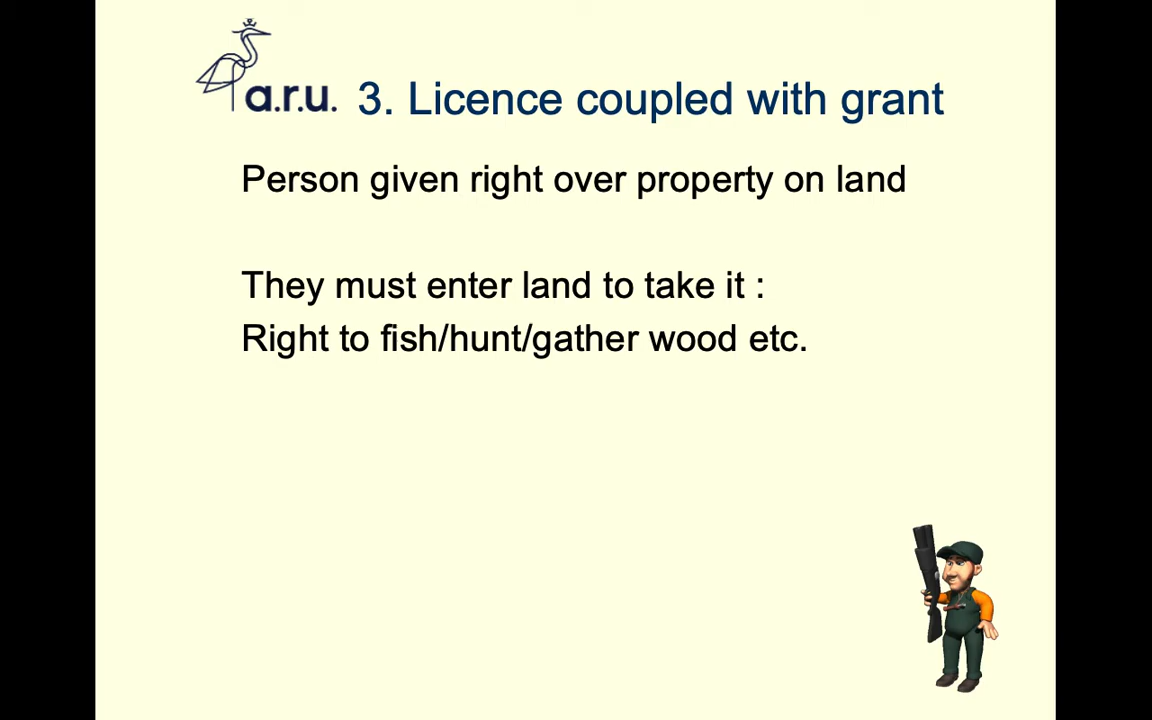 a.r.u. 3. Licence coupled with grant
Person given right over property on land
They must enter land to take it :
Right to fish/hunt/gather wood etc.